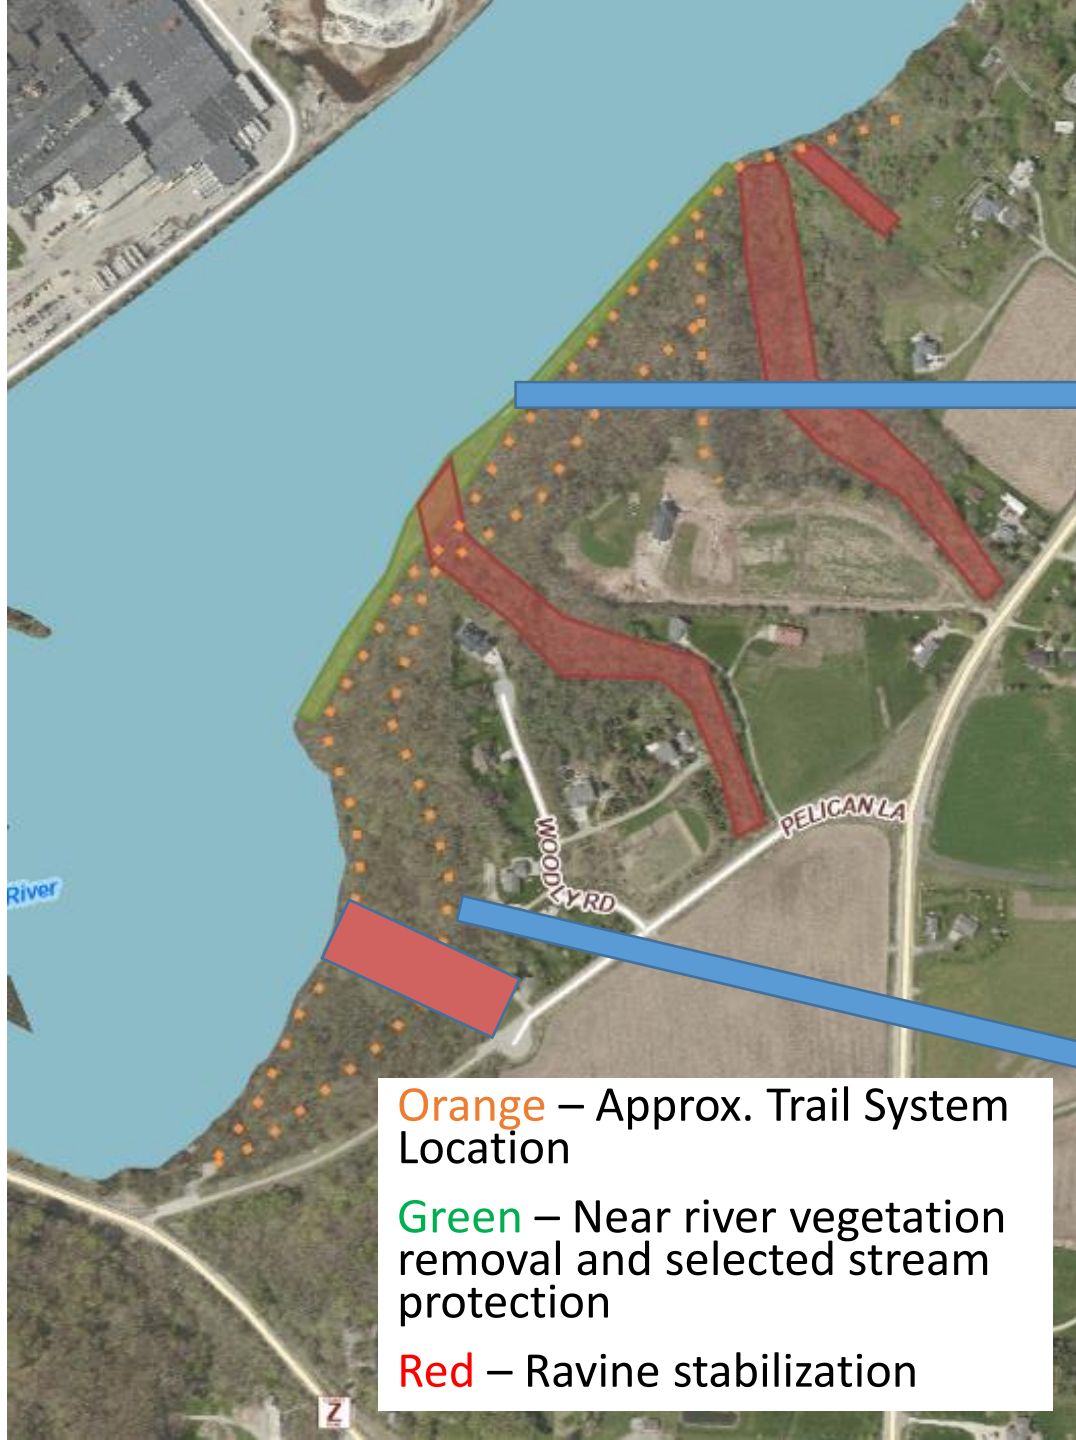 PELICAN LA
WOODLY RD
River
Orange – Approx. Trail System
Location
Green – Near river vegetation
removal and selected stream
protection
Red – Ravine stabilization
Z